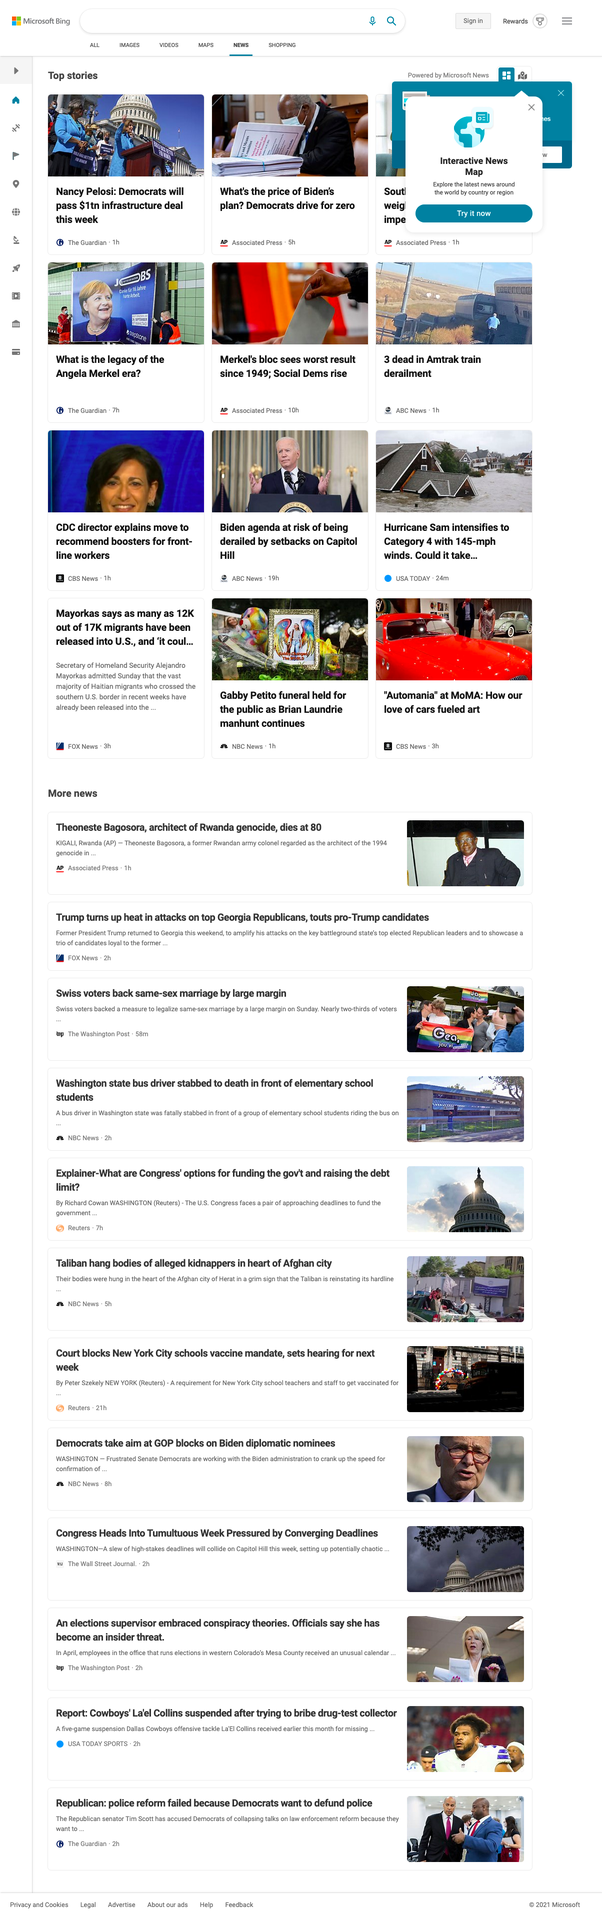 Microsoft Bing
Sign in
Rewards
ALL
IMAGES
VIDEOS
MAPS
NEWS
SHOPPING
Top stories
Powered by Microsoft News
Interactive News
Map
Explore the latest news around
the world by country or region
Try it now
Nancy Pelosi: Democrats will
pass $1tn infrastructure deal
this week
The Guardian · 1h
What's the price of Biden's
plan? Democrats drive for zero
Associated Press · 5h
Associated Press · 1h
What is the legacy of the
Angela Merkel era?
The Guardian · 7h
Merkel's bloc sees worst result
since 1949; Social Dems rise
Associated Press · 10h
3 dead in Amtrak train
derailment
ABC News · 1h
CDC director explains move to
recommend boosters for front-
line workers
CBS News · 1h
Biden agenda at risk of being
derailed by setbacks on Capitol
Hill
ABC News · 19h
Hurricane Sam intensifies to
Category 4 with 145-mph
winds. Could it take...
USA TODAY · 24m
Mayorkas says as many as 12K
out of 17K migrants have been
released into U.S., and 'it coul...
Secretary of Homeland Security Alejandro
Mayorkas admitted Sunday that the vast
majority of Haitian migrants who crossed the
southern U.S. border in recent weeks have
already been released into the ...
FOX News · 3h
Gabby Petito funeral held for
the public as Brian Laundrie
manhunt continues
NBC News · 1h
"Automania" at MoMA: How our
love of cars fueled art
CBS News · 3h
More news
Theoneste Bagosora, architect of Rwanda genocide, dies at 80
KIGALI, Rwanda (AP) — Theoneste Bagosora, a former Rwandan army colonel regarded as the architect of the 1994
genocide in ...
Associated Press · 1h
Trump turns up heat in attacks on top Georgia Republicans, touts pro-Trump candidates
Former President Trump returned to Georgia this weekend, to amplify his attacks on the key battleground state's top elected Republican leaders and to showcase a
trio of candidates loyal to the former ...
FOX News · 2h
Swiss voters back same-sex marriage by large margin
Swiss voters backed a measure to legalize same-sex marriage by a large margin on Sunday. Nearly two-thirds of voters
...
The Washington Post · 58m
Washington state bus driver stabbed to death in front of elementary school
students
A bus driver in Washington state was fatally stabbed in front of a group of elementary school students riding the bus on
...
NBC News · 2h
Explainer-What are Congress' options for funding the gov't and raising the debt
limit?
By Richard Cowan WASHINGTON (Reuters) - The U.S. Congress faces a pair of approaching deadlines to fund the
government ...
Reuters · 7h
Taliban hang bodies of alleged kidnappers in heart of Afghan city
Their bodies were hung in the heart of the Afghan city of Herat in a grim sign that the Taliban is reinstating its hardline
...
NBC News · 5h
Court blocks New York City schools vaccine mandate, sets hearing for next
week
By Peter Szekely NEW YORK (Reuters) - A requirement for New York City school teachers and staff to get vaccinated for
...
Reuters · 21h
Democrats take aim at GOP blocks on Biden diplomatic nominees
WASHINGTON — Frustrated Senate Democrats are working with the Biden administration to crank up the speed for
confirmation of ...
NBC News · 8h
Congress Heads Into Tumultuous Week Pressured by Converging Deadlines
WASHINGTON—A slew of high-stakes deadlines will collide on Capitol Hill this week, setting up potentially chaotic ...
The Wall Street Journal. · 2h
An elections supervisor embraced conspiracy theories. Officials say she has
become an insider threat.
In April, employees in the office that runs elections in western Colorado's Mesa County received an unusual calendar ...
The Washington Post · 2h
Report: Cowboys' La'el Collins suspended after trying to bribe drug-test collector
A five-game suspension Dallas Cowboys offensive tackle La'El Collins received earlier this month for missing ...
USA TODAY SPORTS · 2h
Republican: police reform failed because Democrats want to defund police
The Republican senator Tim Scott has accused Democrats of collapsing talks on law enforcement reform because they
want to ...
The Guardian · 2h
Privacy and Cookies
Legal
Advertise
About our ads
Help
Feedback
© 2021 Microsoft